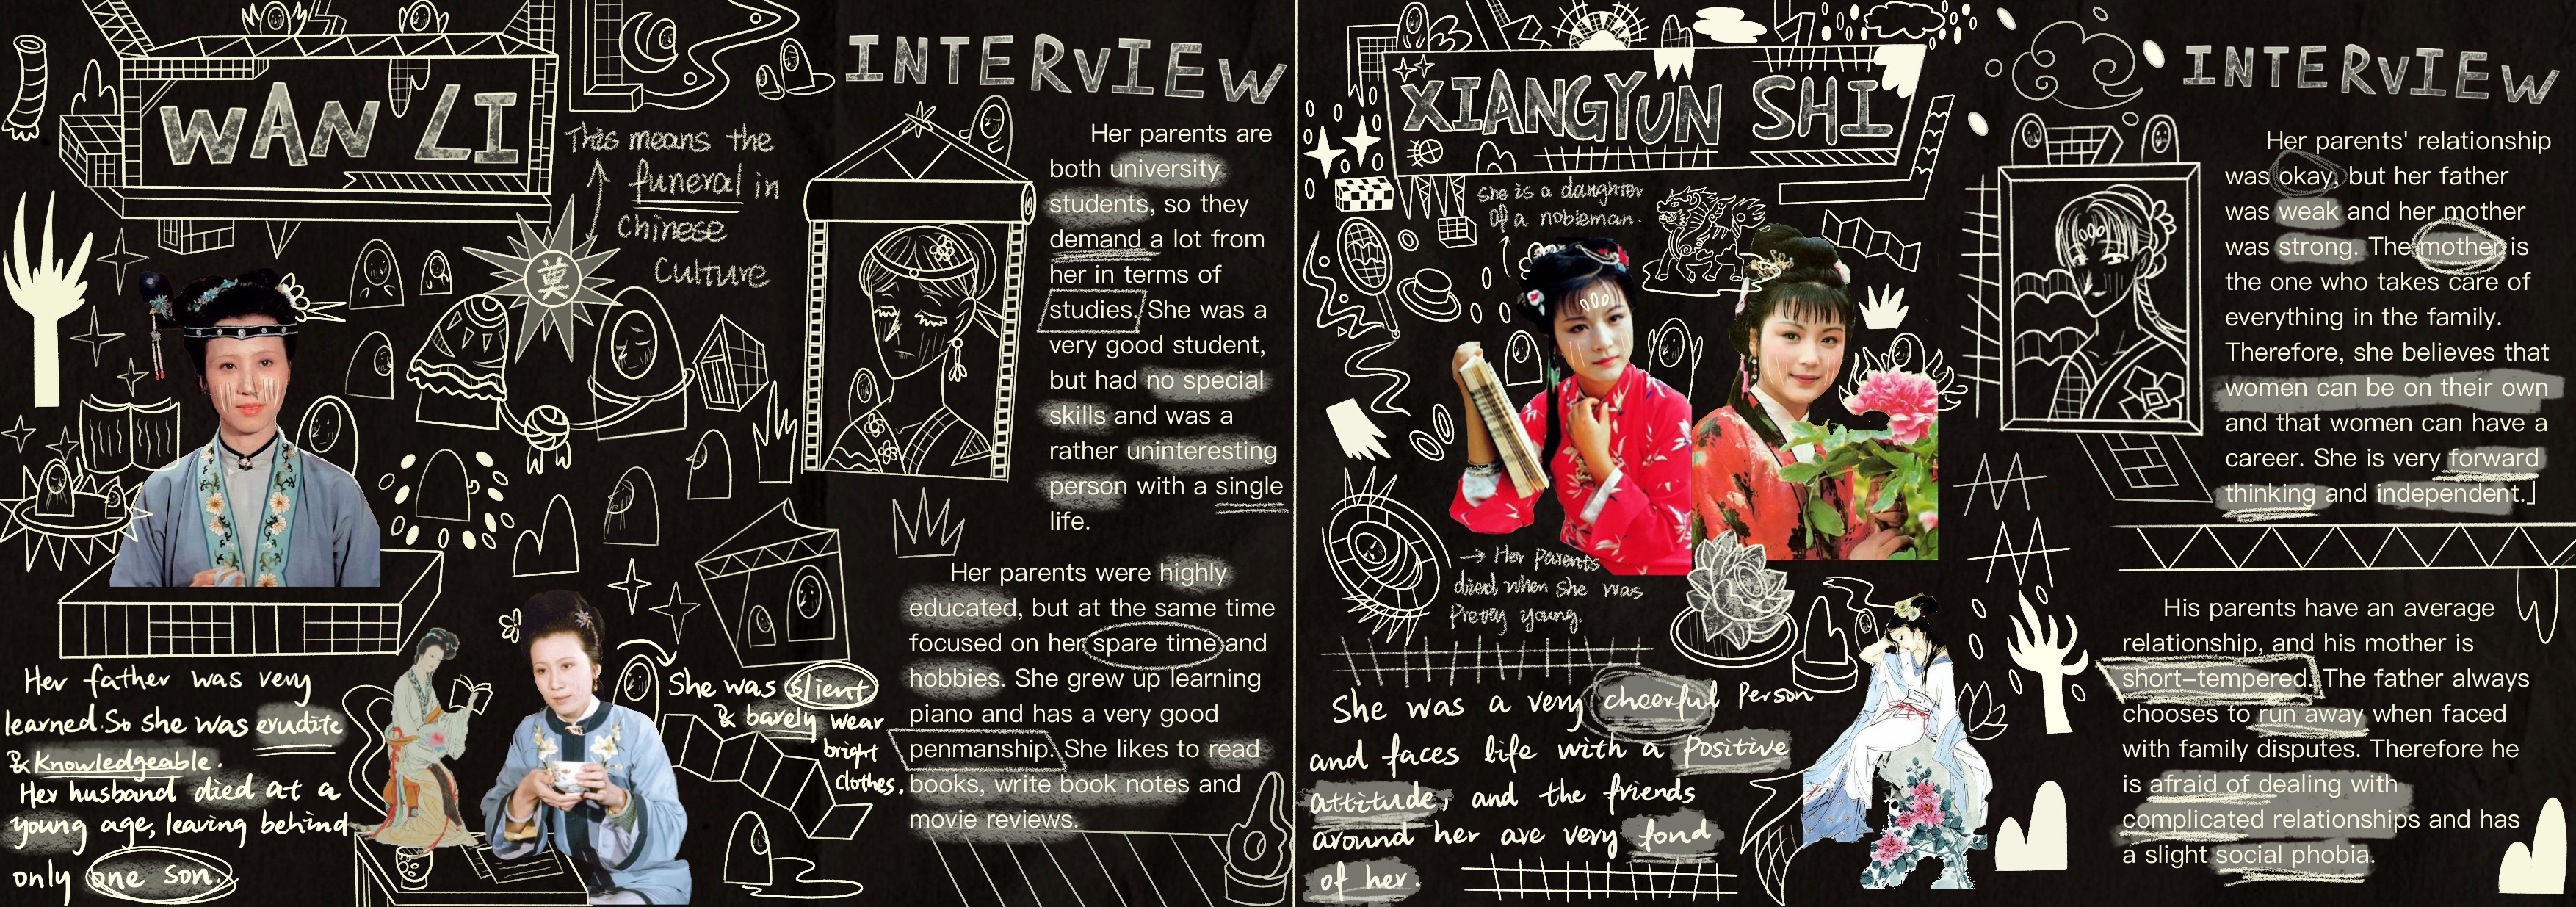 WAN LI
This means the
funeral in
Chinese
Culture
奠
Her father was very
learned. So she was erudite
& Knowledgeable.
Her husband died at a
young age, leaving behind
only one son.
She was slient
& barely wear
bright
clothes.
INTERVIEW
Her parents are
both university
students, so they
demand a lot from
her in terms of
studies. She was a
very good student,
but had no special
skills and was a
rather uninteresting
person with a single
life.
Her parents were highly
educated, but at the same time
focused on her spare time and
hobbies. She grew up learning
piano and has a very good
penmanship. She likes to read
books, write book notes and
movie reviews.
XIANGYUN SHI
She is a daughter
of a nobleman.
→ Her parents
died when she was
Pretty young.
She was a very cheerful person
and faces life with a positive
attitude, and the friends
around her are very fond
of her.
INTERVIEW
Her parents' relationship
was okay, but her father
was weak and her mother
was strong. The mother is
the one who takes care of
everything in the family.
Therefore, she believes that
women can be on their own
and that women can have a
career. She is very forward
thinking and independent.」
His parents have an average
relationship, and his mother is
short-tempered. The father always
chooses to run away when faced
with family disputes. Therefore he
is afraid of dealing with
complicated relationships and has
a slight social phobia.